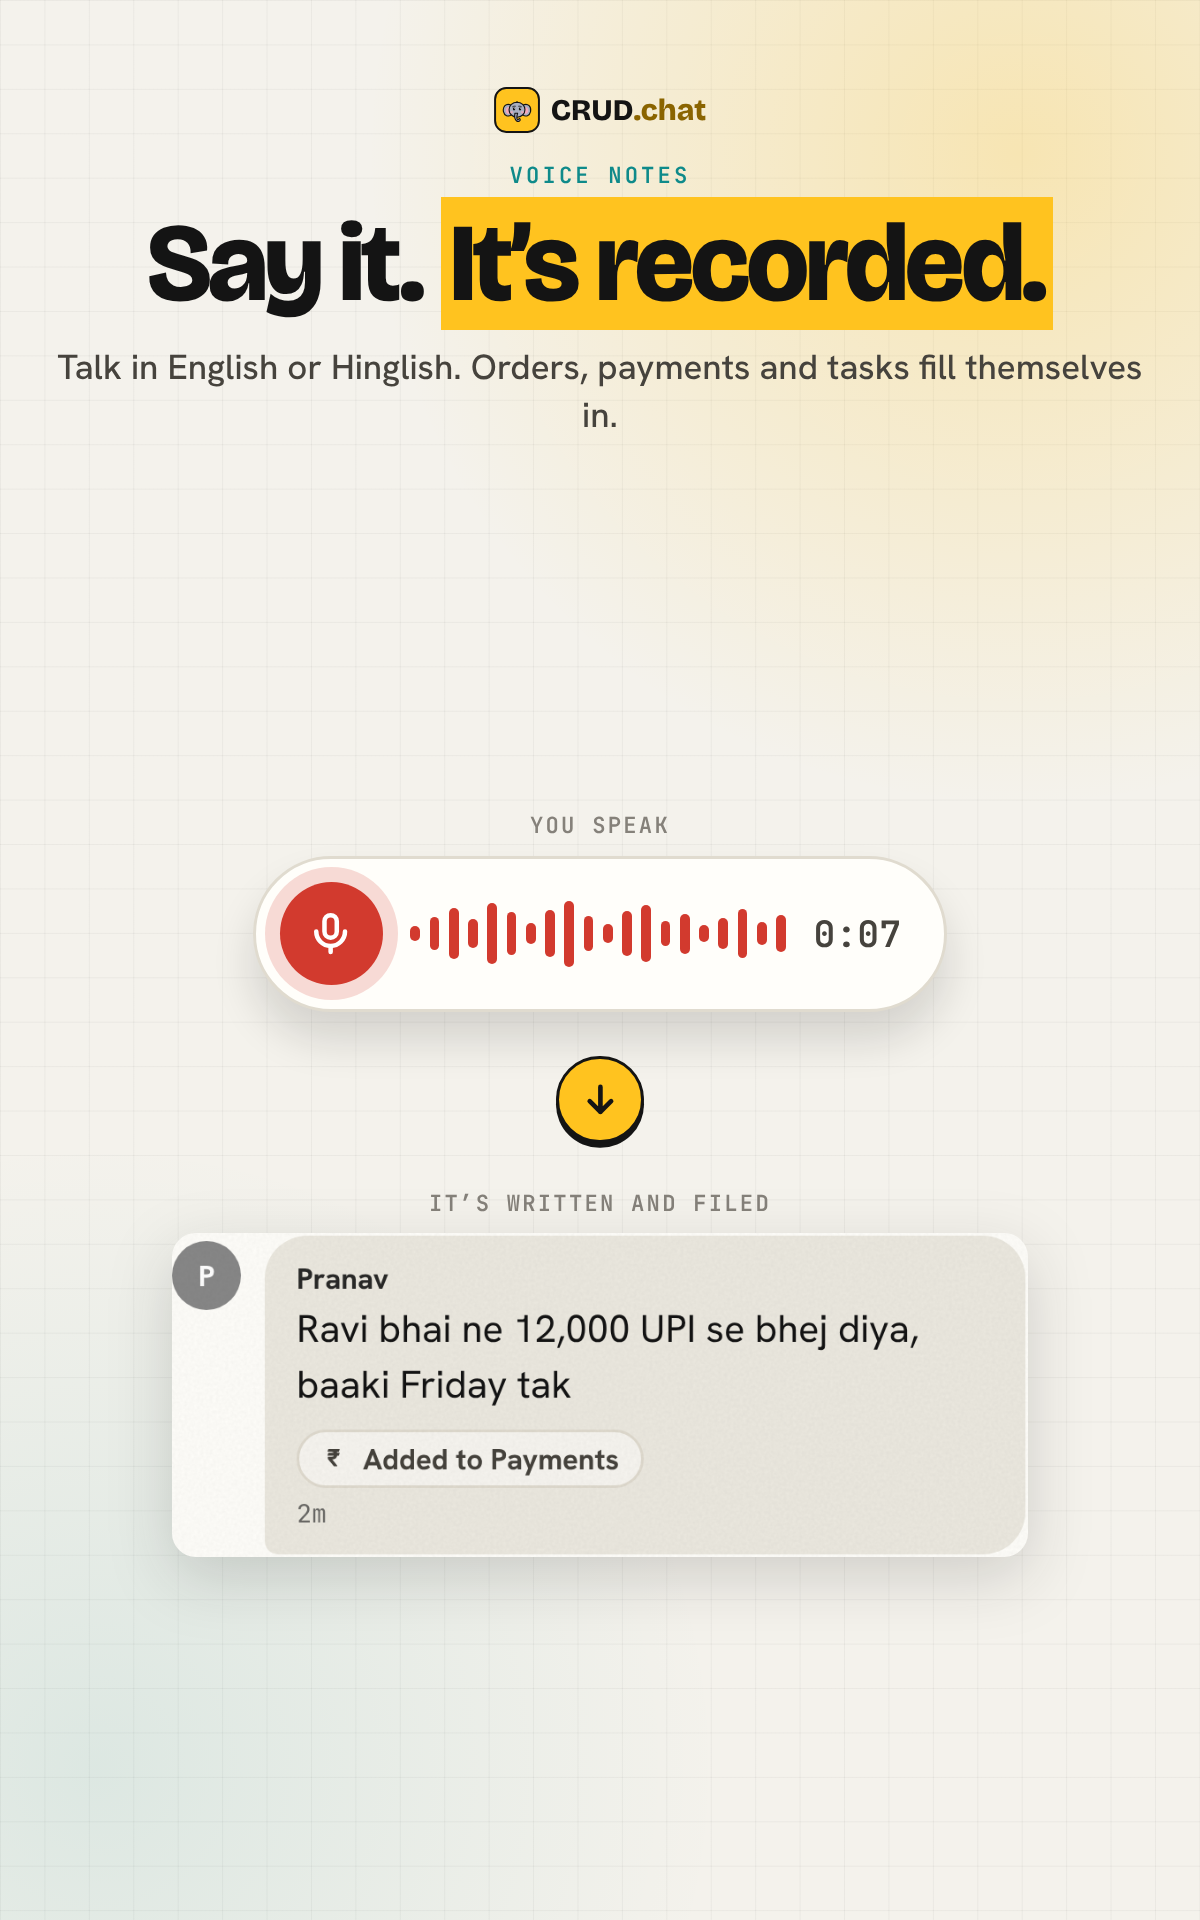 CRUD.chat
VOICE NOTES
Say it. It’s recorded.
Talk in English or Hinglish. Orders, payments and tasks fill themselves
in.
YOU SPEAK
0:07
IT’S WRITTEN AND FILED
P
Pranav
Ravi bhai ne 12,000 UPI se bhej diya,
baaki Friday tak
₹ Added to Payments
2m